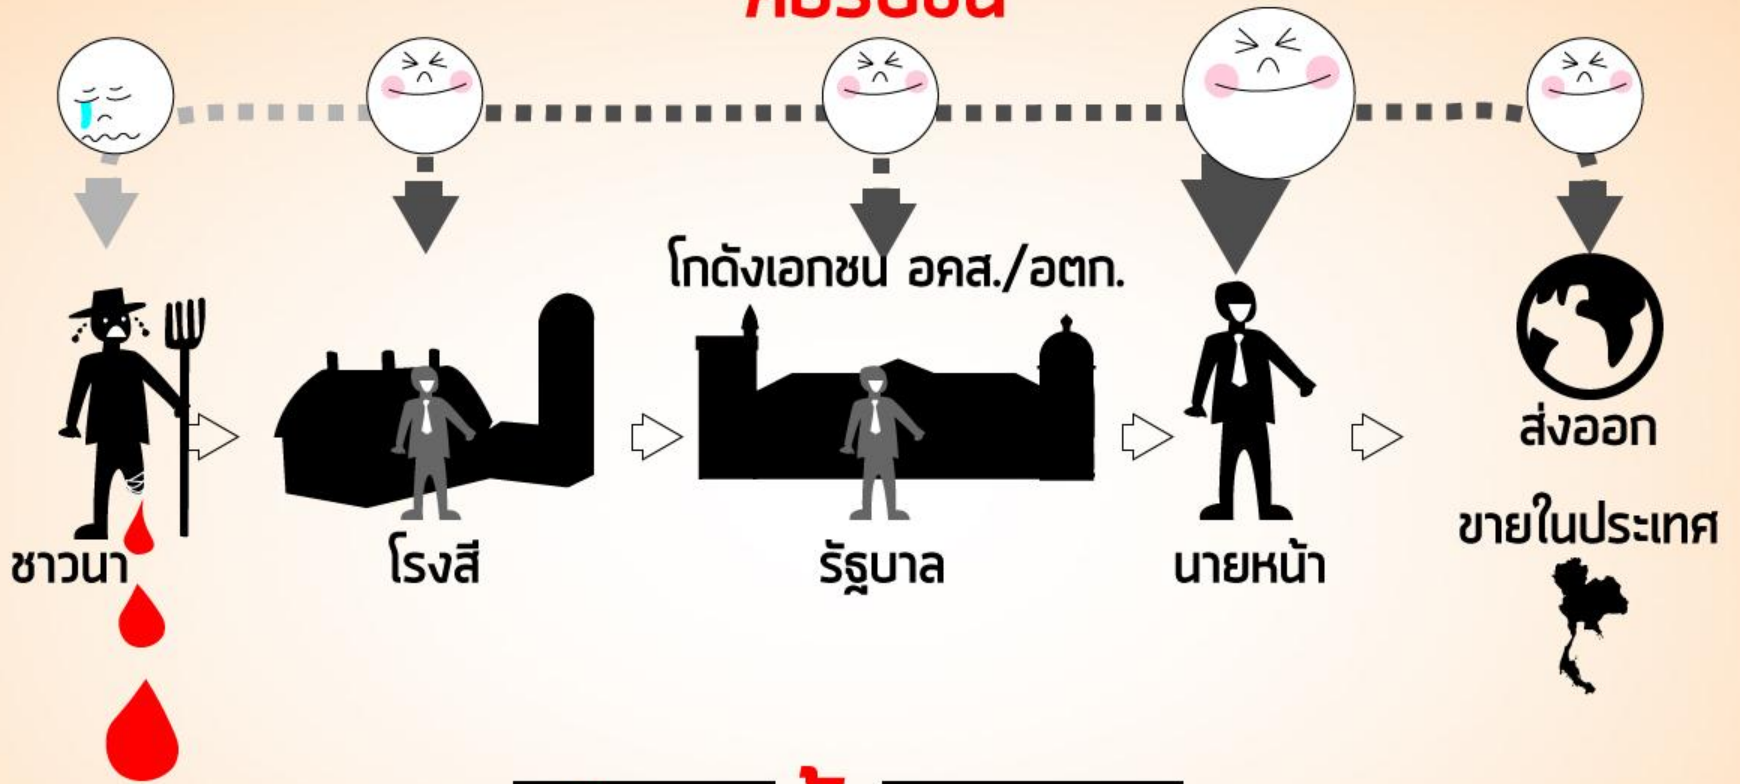 โกดังเอกชน อคส./อตก.
ส่งออก
ขายในประเทศ
ชาวนา
โรงสี
รัฐบาล
นายหน้า